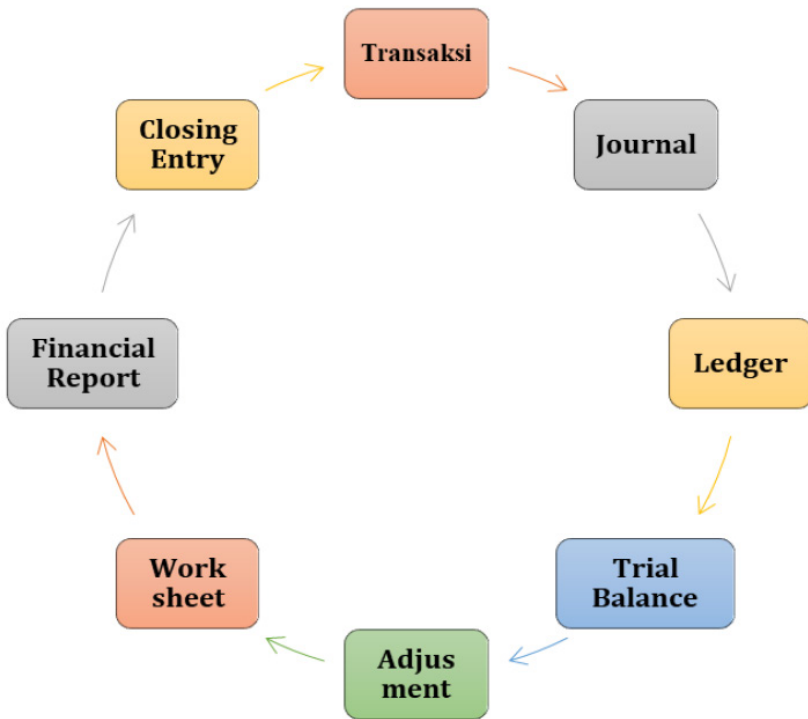 Transaksi
Journal
Ledger
Trial
Balance
Adjus
ment
Work
sheet
Financial
Report
Closing
Entry